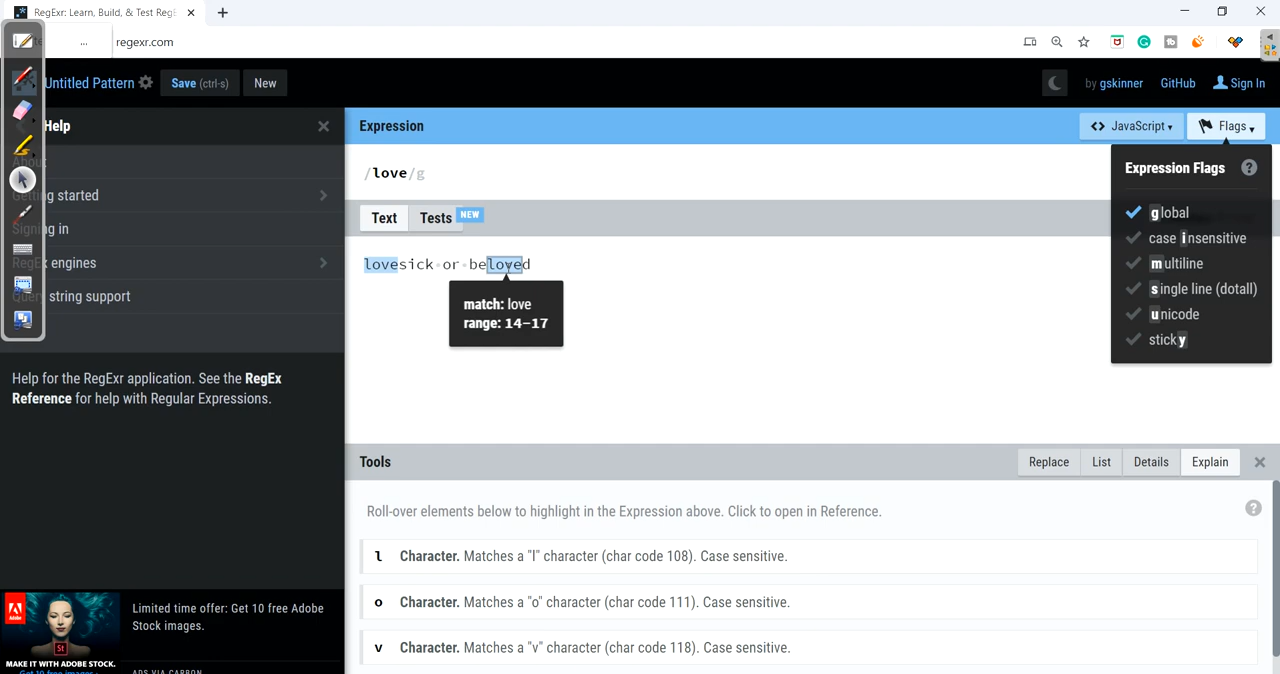 RegExr: Learn, Build, & Test RegE
...
regexr.com
Untitled Pattern
Save (ctrl-s)
New
by gskinner
GitHub
Sign In
Help
Expression
<> JavaScript
Flags
About
Getting started
Signing in
RegEx engines
Query string support
/love/g
Expression Flags
global
case insensitive
multiline
single line (dotall)
unicode
sticky
Text
Tests NEW
lovesick or beloved
match: love
range: 14–17
Help for the RegExr application. See the RegEx
Reference for help with Regular Expressions.
Tools
Replace
List
Details
Explain
Roll-over elements below to highlight in the Expression above. Click to open in Reference.
l Character. Matches a "l" character (char code 108). Case sensitive.
o Character. Matches a "o" character (char code 111). Case sensitive.
v Character. Matches a "v" character (char code 118). Case sensitive.
Limited time offer: Get 10 free Adobe
Stock images.
St
MAKE IT WITH ADOBE STOCK.
Get 10 free images
ADS VIA CARBON